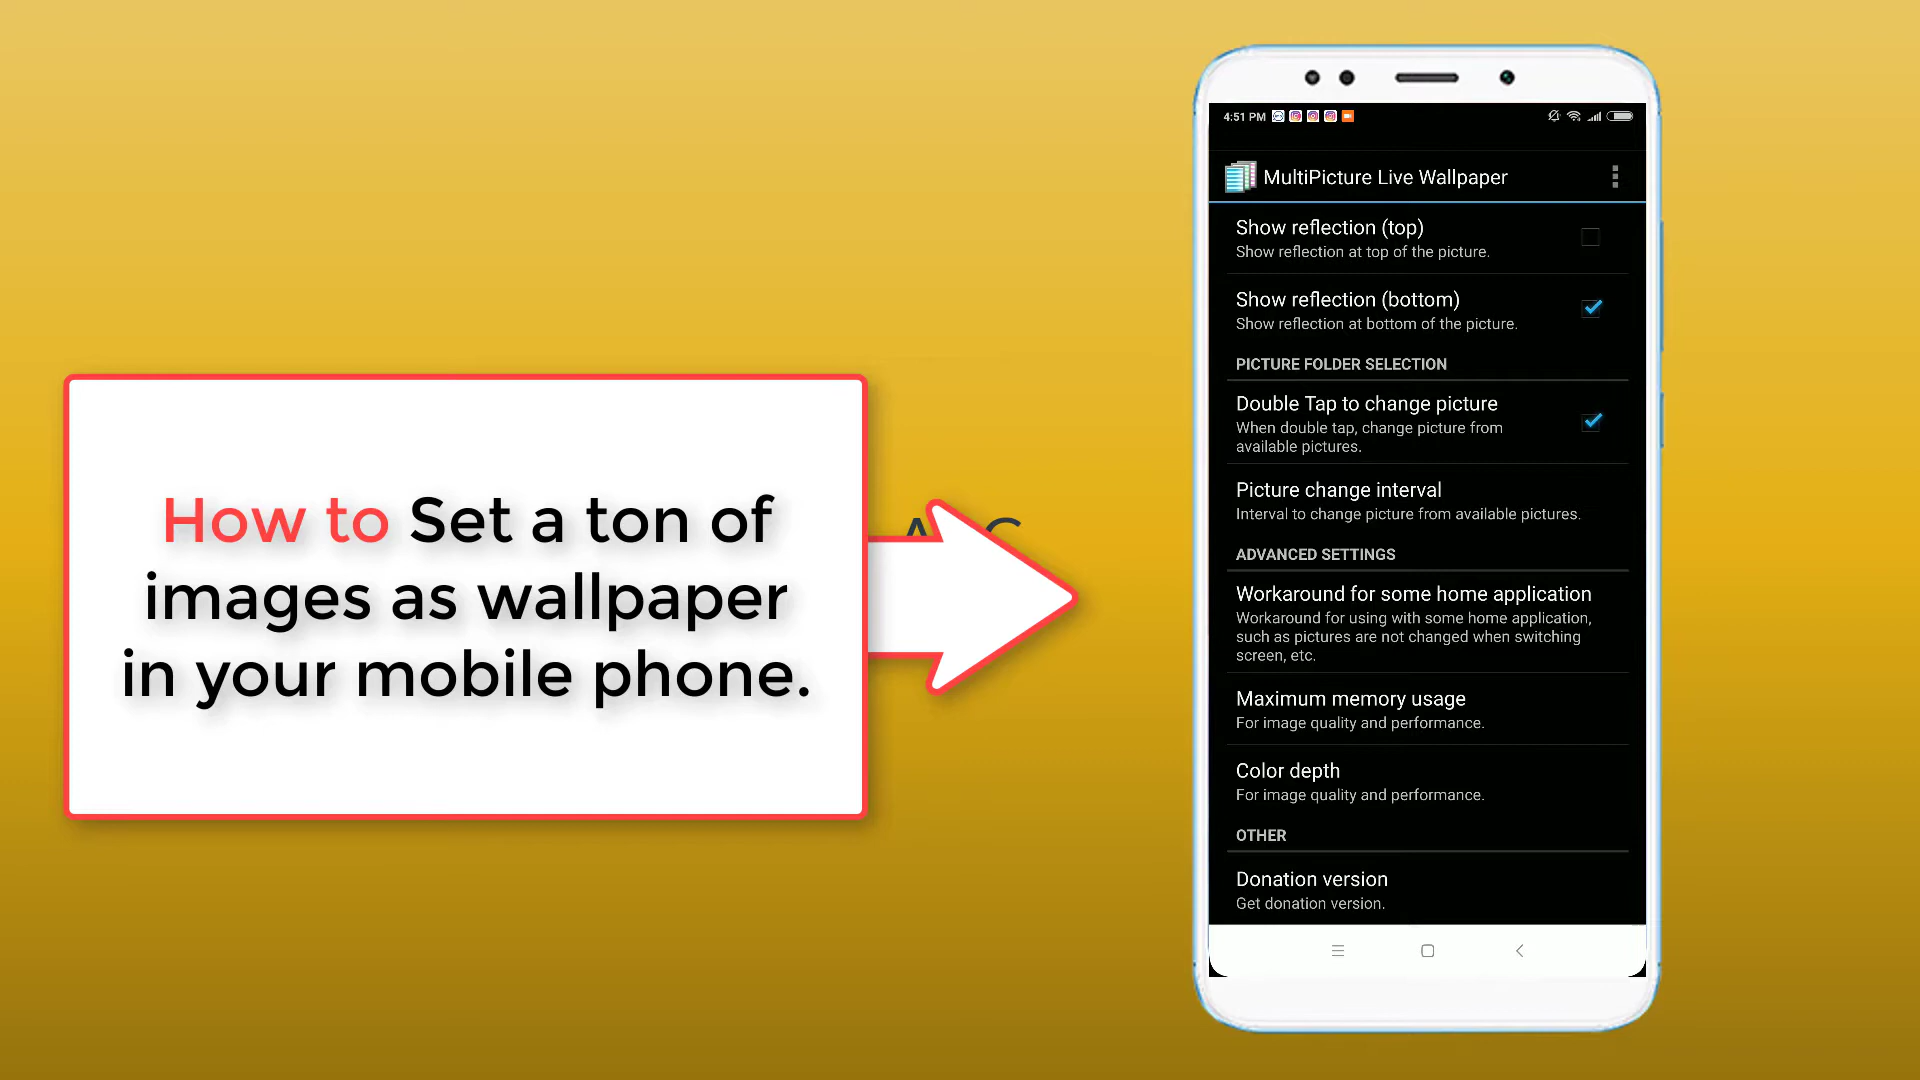 How to Set a ton of
images as wallpaper
in your mobile phone.
4:51 PM
MultiPicture Live Wallpaper
Show reflection (top)
Show reflection at top of the picture.
Show reflection (bottom)
Show reflection at bottom of the picture.
PICTURE FOLDER SELECTION
Double Tap to change picture
When double tap, change picture from
available pictures.
Picture change interval
Interval to change picture from available pictures.
ADVANCED SETTINGS
Workaround for some home application
Workaround for using with some home application,
such as pictures are not changed when switching
screen, etc.
Maximum memory usage
For image quality and performance.
Color depth
For image quality and performance.
OTHER
Donation version
Get donation version.